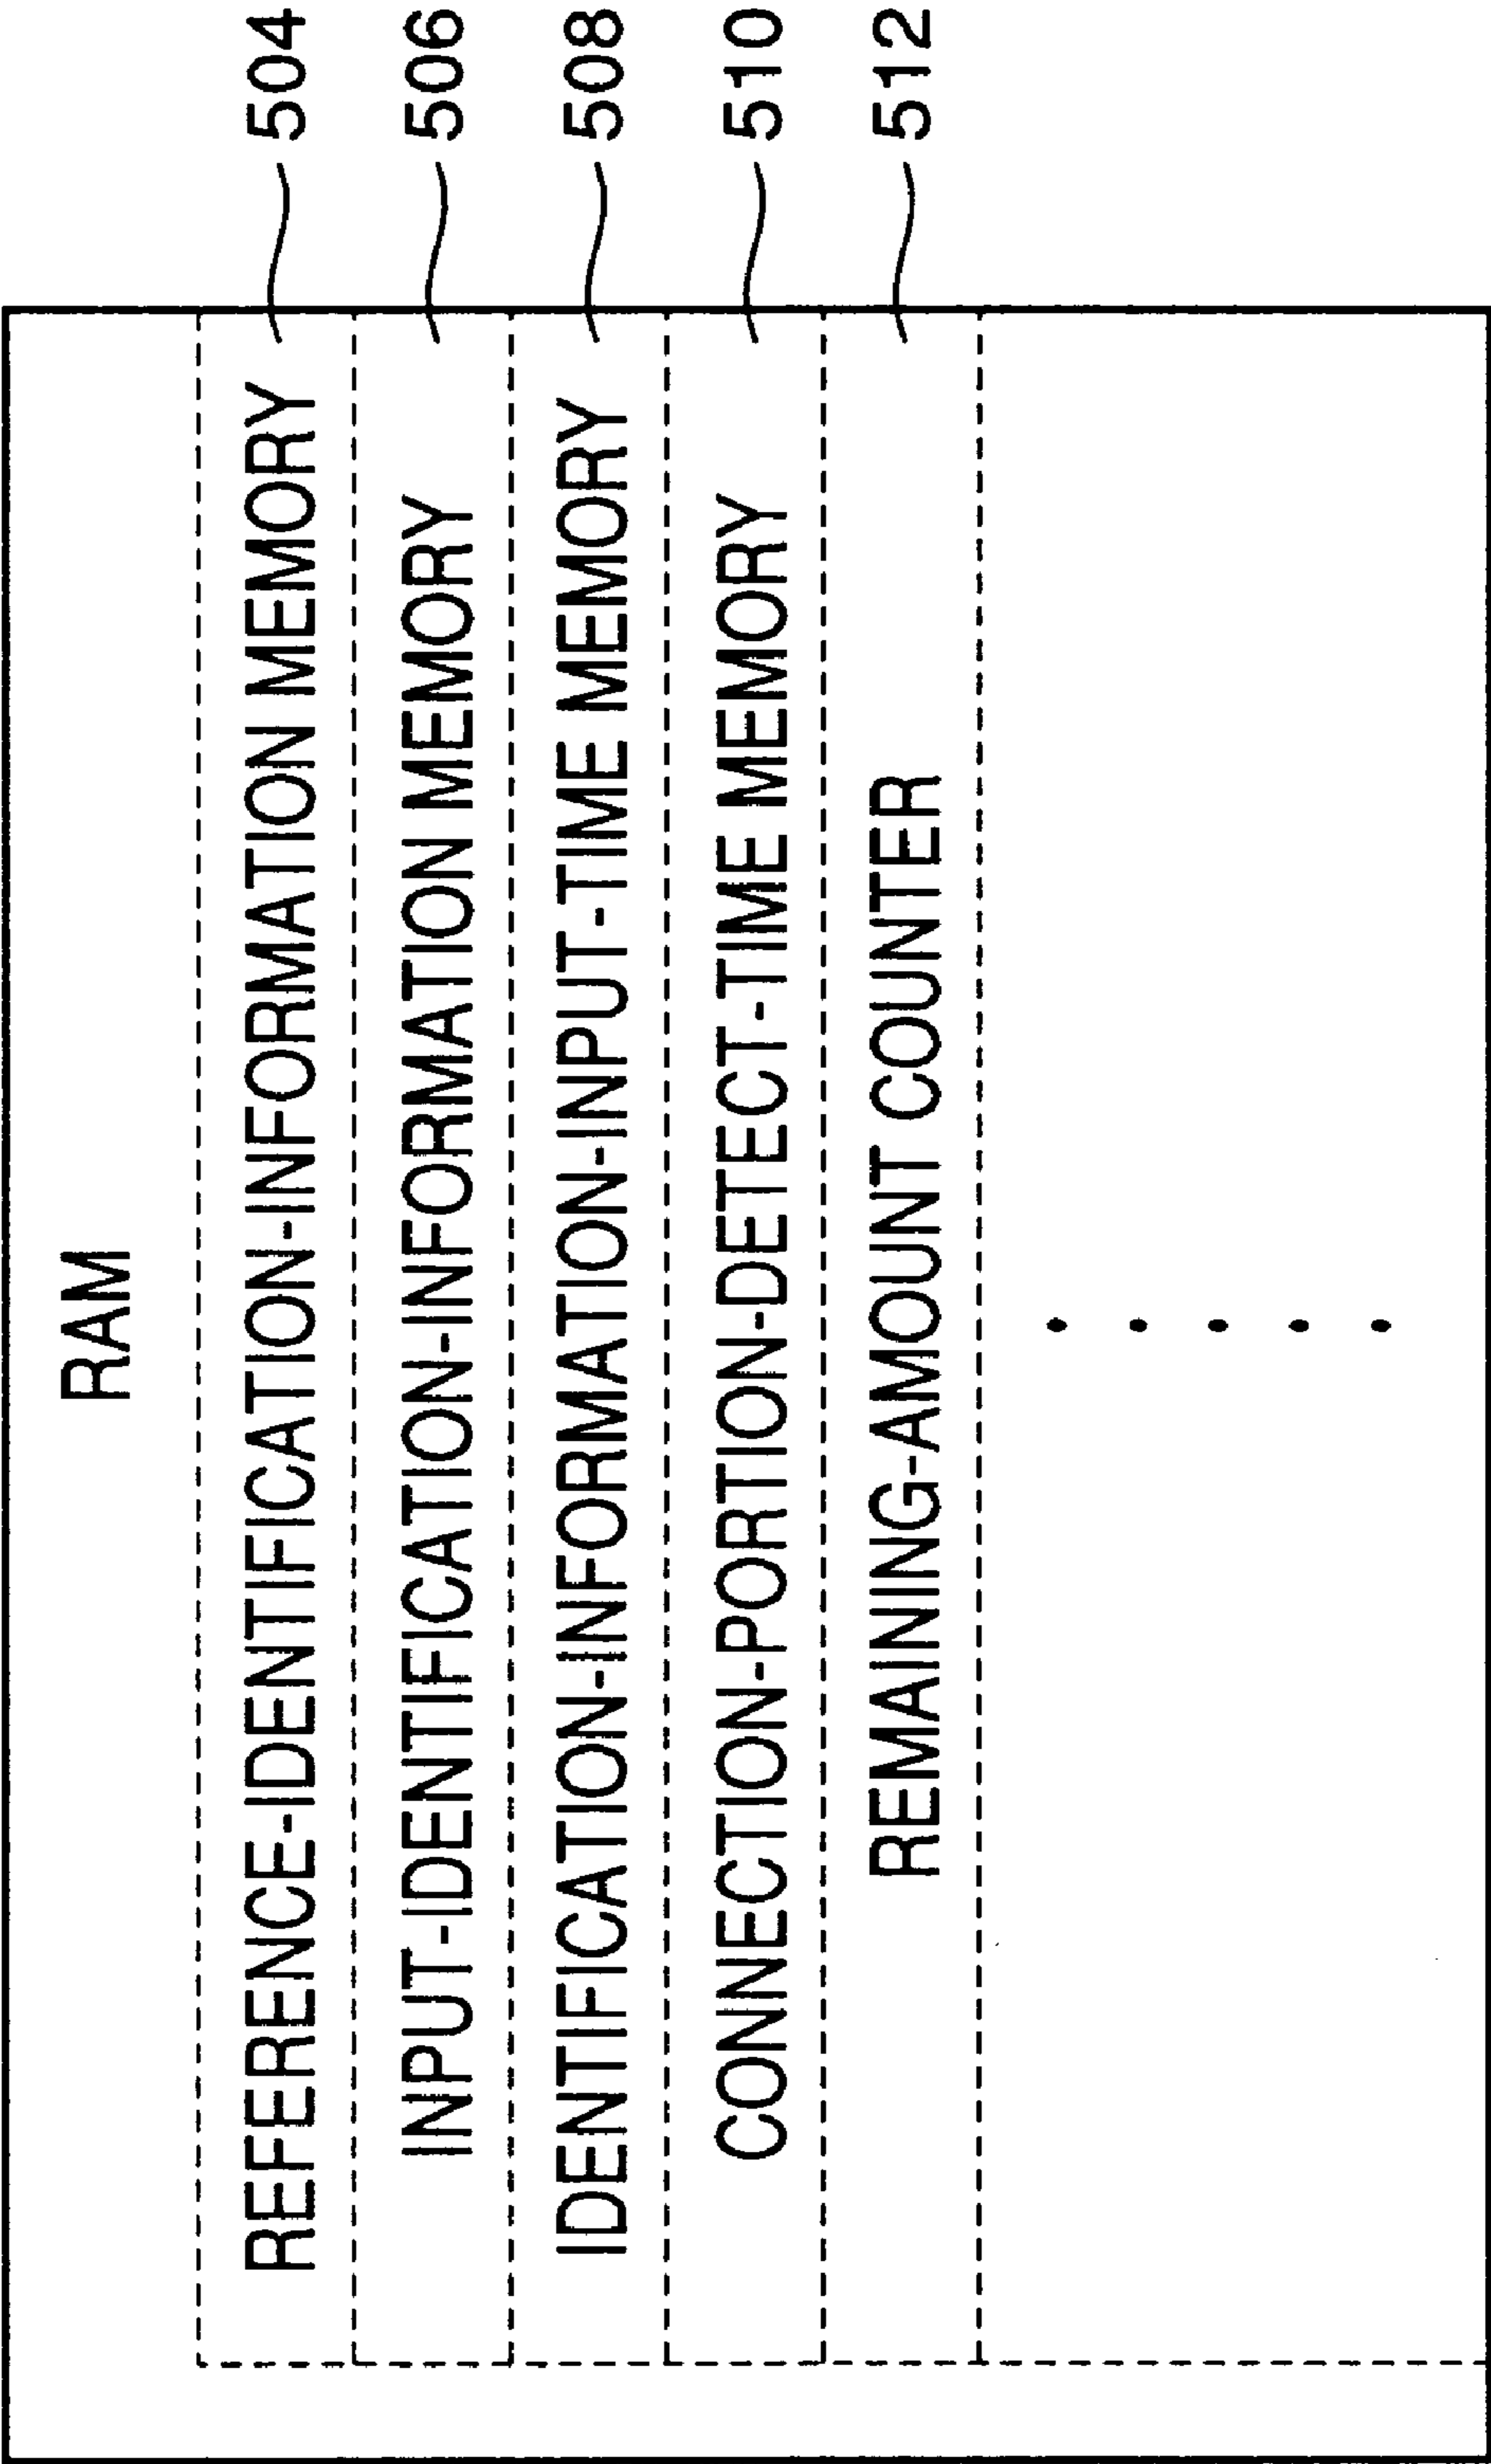 RAM
REFERENCE-IDENTIFICATION-INFORMATION MEMORY 504
INPUT-IDENTIFICATION-INFORMATION MEMORY 506
IDENTIFICATION-INFORMATION-INPUT-TIME MEMORY 508
CONNECTION-PORTION-DETECT-TIME MEMORY 510
REMAINING-AMOUNT COUNTER 512